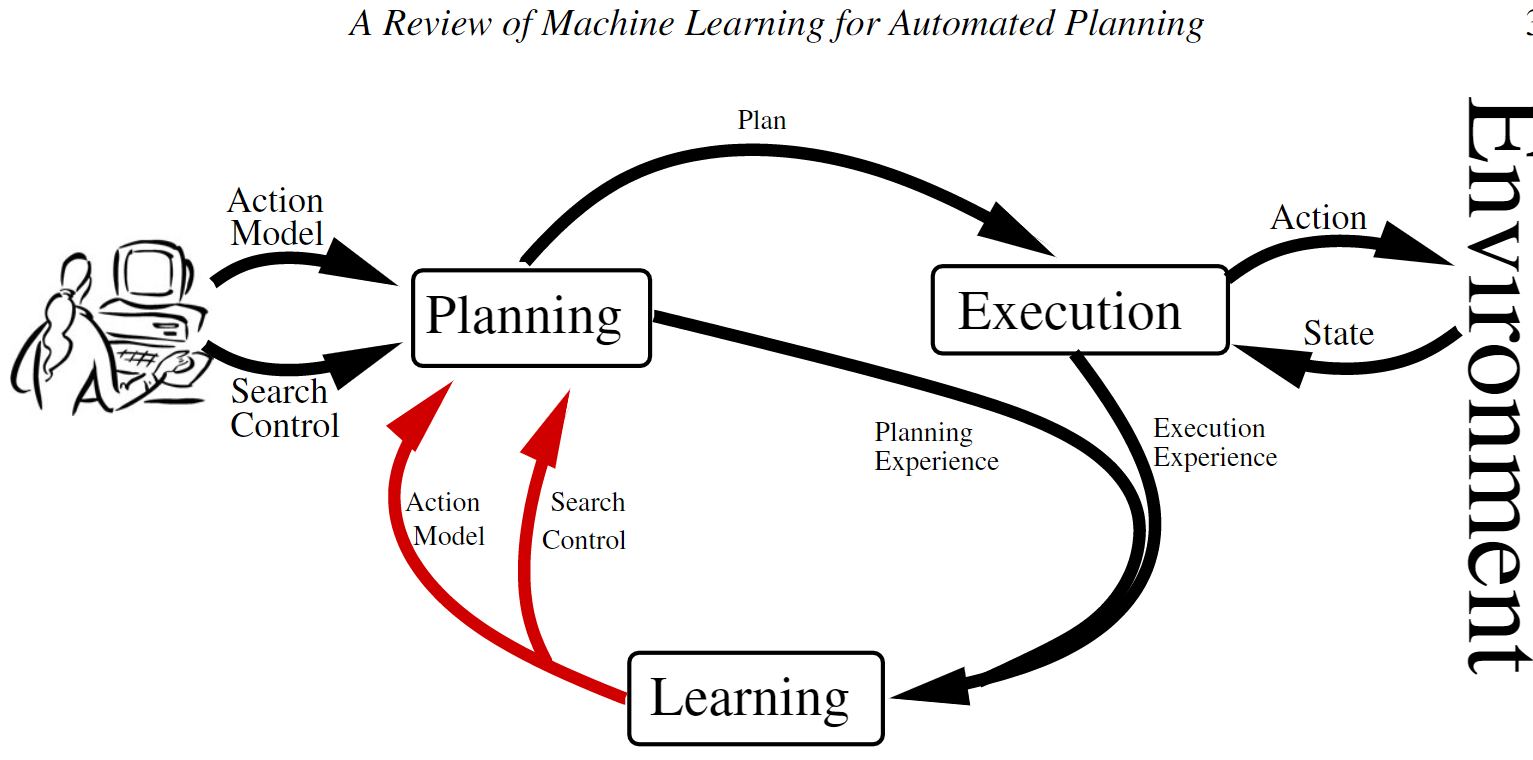 A Review of Machine Learning for Automated Planning
Plan
Action
Model
Search
Control
Planning
Execution
Action
State
Environment
Planning
Experience
Execution
Experience
Action
Model
Search
Control
Learning